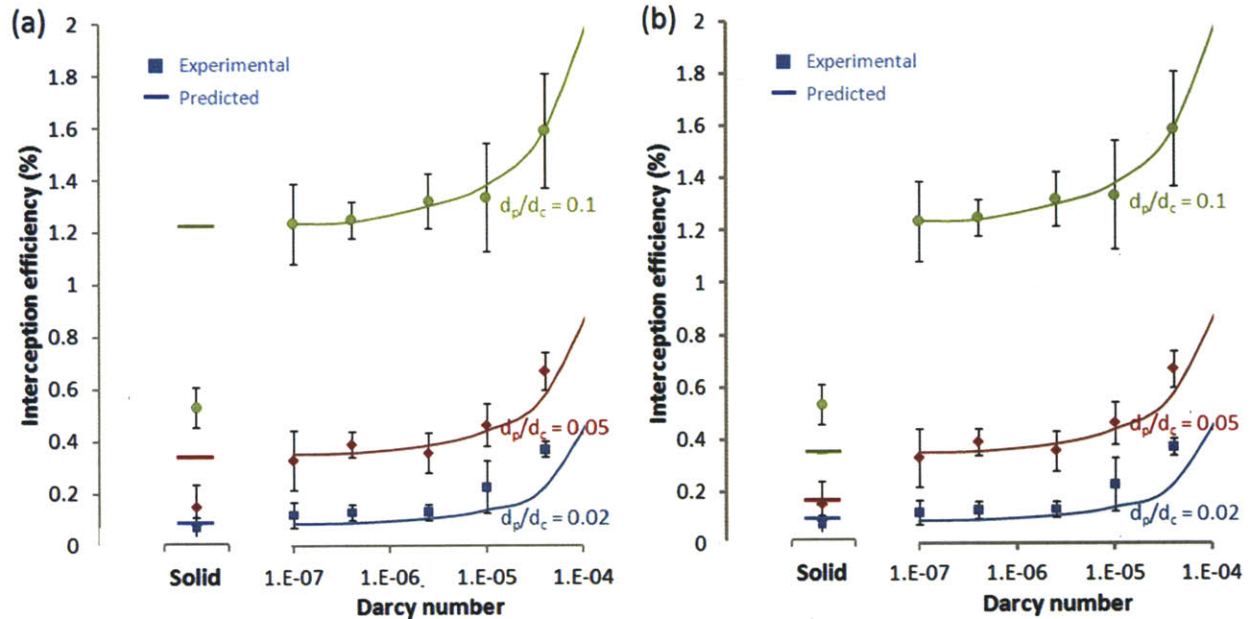 (a)
Interception efficiency (%)
2
1.8
1.6
1.4
1.2
1
0.8
0.6
0.4
0.2
0
Experimental
Predicted
dp/dc = 0.1
dp/dc = 0.05
dp/dc = 0.02
Solid
1.E-07
1.E-06
1.E-05
1.E-04
Darcy number
(b)
Interception efficiency (%)
2
1.8
1.6
1.4
1.2
1
0.8
0.6
0.4
0.2
0
Experimental
Predicted
dp/dc = 0.1
dp/dc = 0.05
dp/dc = 0.02
Solid
1.E-07
1.E-06
1.E-05
1.E-04
Darcy number